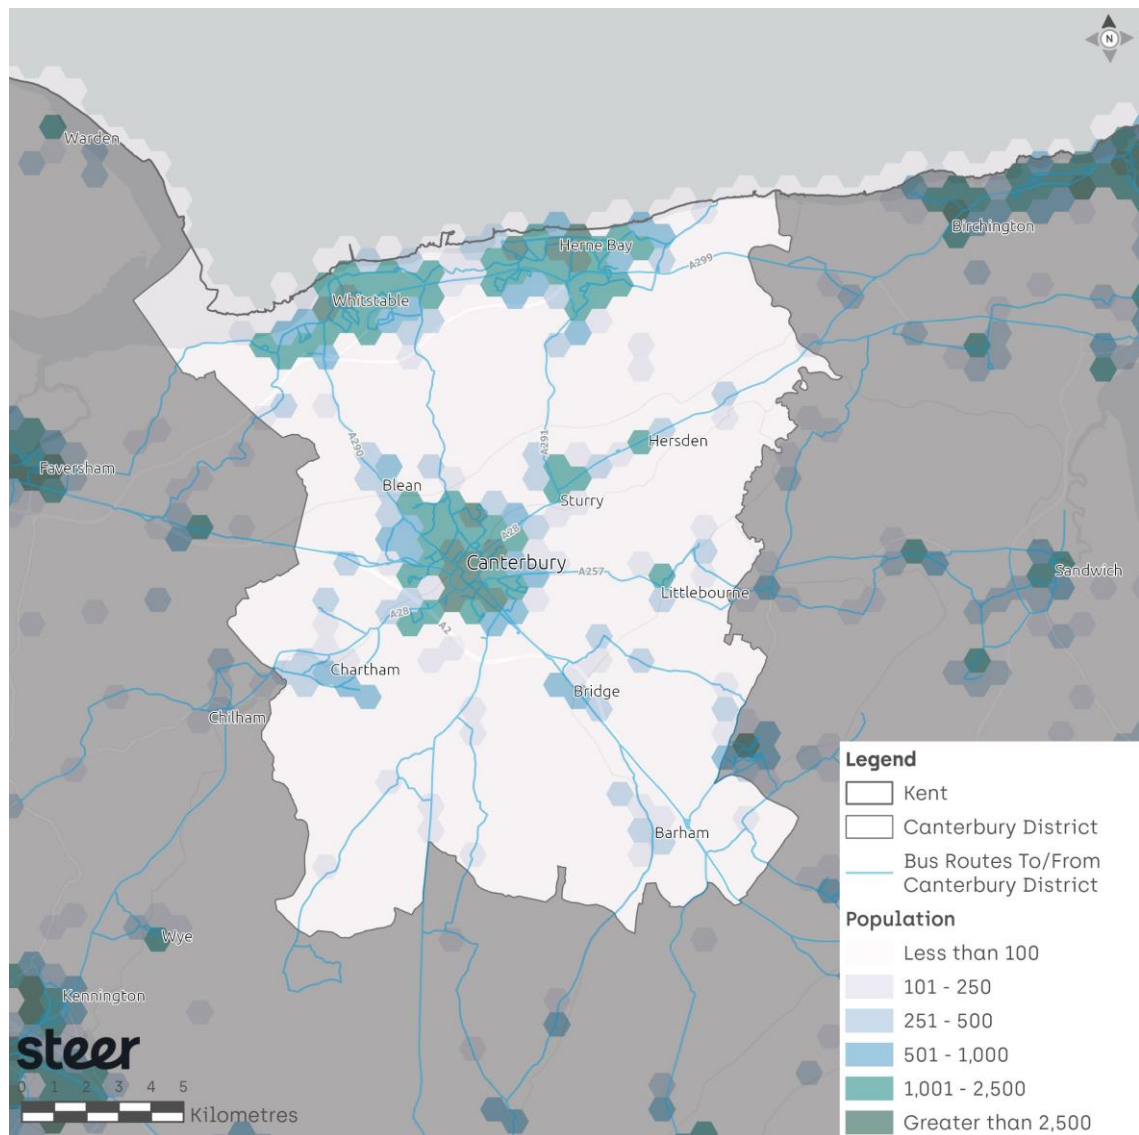 N
Warden
Birchington
Herne Bay
A299
Whitstable
Hersden
A290
A291
Faversham
Blean
Sturry
A28
Canterbury
A257
Sandwich
Littlebourne
A28
A2
Chartham
Bridge
Chilham
Barham
Wye
Kennington
steer
0 1 2 3 4 5
Kilometres
Legend
Kent
Canterbury District
Bus Routes To/From
Canterbury District
Population
Less than 100
101 - 250
251 - 500
501 - 1,000
1,001 - 2,500
Greater than 2,500